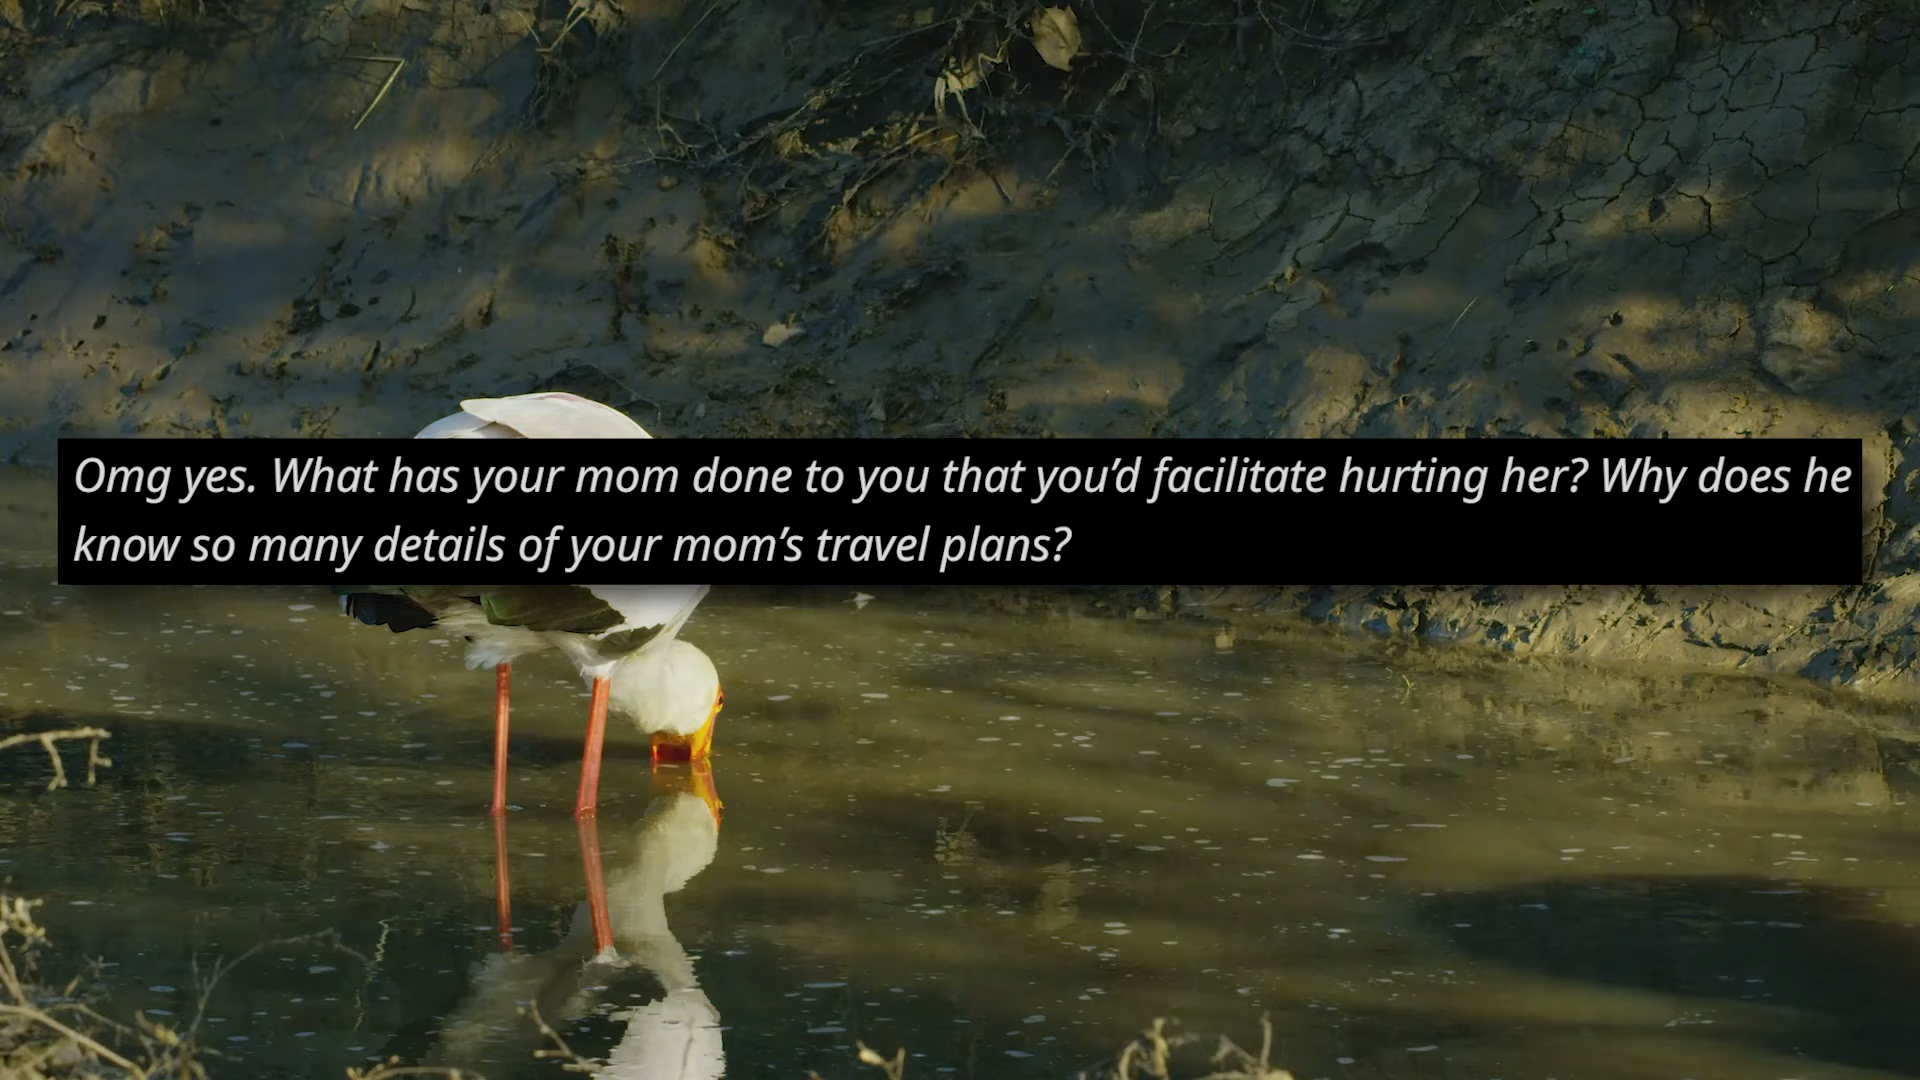 Omg yes. What has your mom done to you that you’d facilitate hurting her? Why does he
know so many details of your mom’s travel plans?